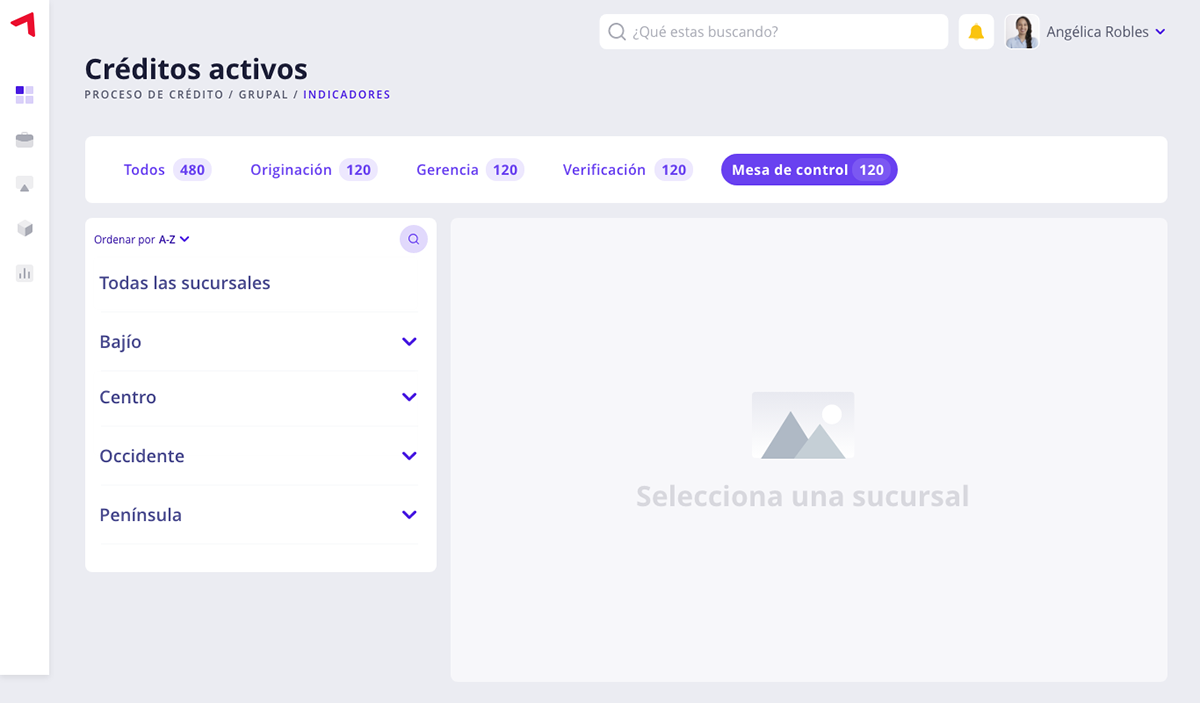 ¿Qué estas buscando?
Angélica Robles
Créditos activos
PROCESO DE CRÉDITO / GRUPAL / INDICADORES
Todos 480 Originación 120 Gerencia 120 Verificación 120 Mesa de control 120
Ordenar por A-Z
Todas las sucursales
Bajío
Centro
Occidente
Península
Selecciona una sucursal